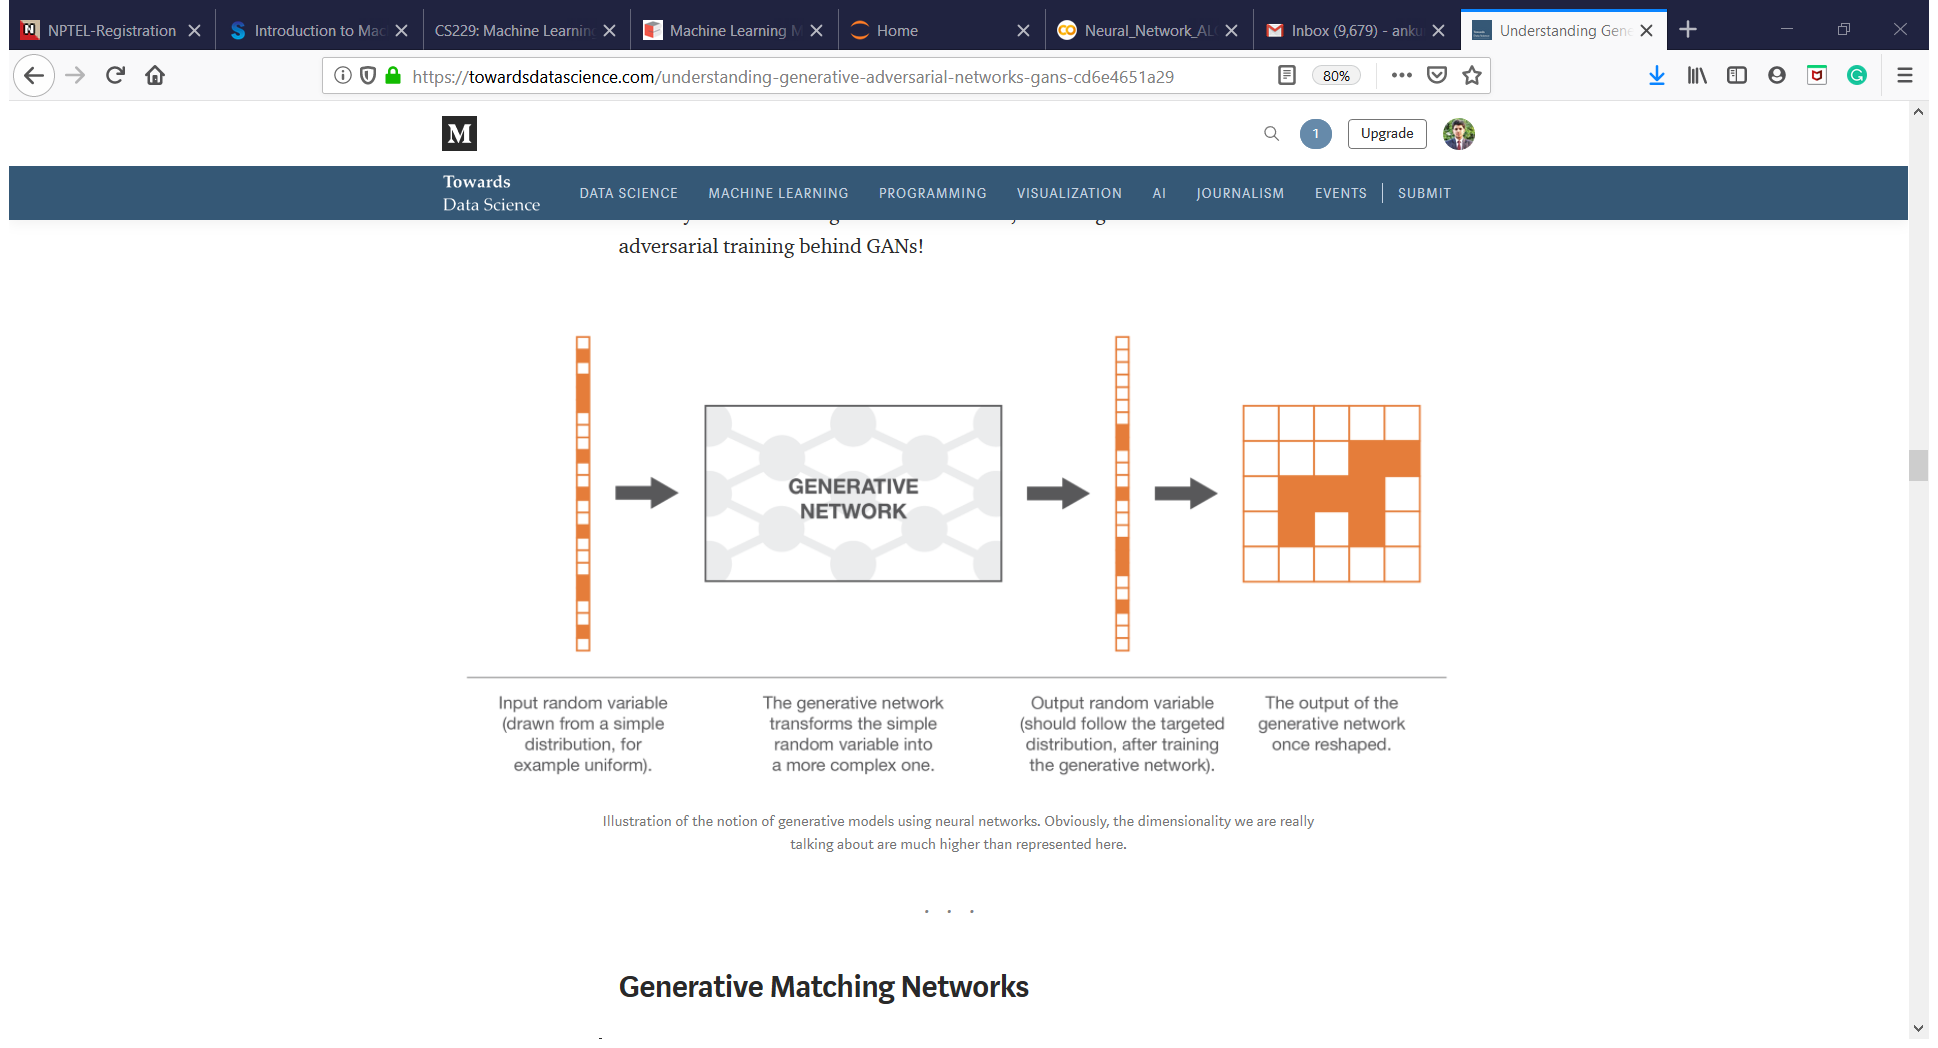 NPTEL-Registration
Introduction to Mac
CS229: Machine Learning
Machine Learning M
Home
Neural_Network_AL
Inbox (9,679) - anku
Understanding Gene
https://towardsdatascience.com/understanding-generative-adversarial-networks-gans-cd6e4651a29
80%
M
1
Upgrade
Towards
Data Science
DATA SCIENCE
MACHINE LEARNING
PROGRAMMING
VISUALIZATION
AI
JOURNALISM
EVENTS
SUBMIT
adversarial training behind GANs!
GENERATIVE
NETWORK
Input random variable
(drawn from a simple
distribution, for
example uniform).
The generative network
transforms the simple
random variable into
a more complex one.
Output random variable
(should follow the targeted
distribution, after training
the generative network).
The output of the
generative network
once reshaped.
Illustration of the notion of generative models using neural networks. Obviously, the dimensionality we are really
talking about are much higher than represented here.
. . .
Generative Matching Networks